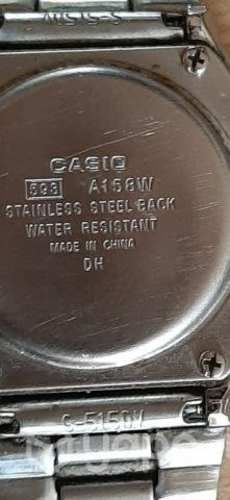 CASIO
593 A158W
STAINLESS STEEL BACK
WATER RESISTANT
MADE IN CHINA
DH